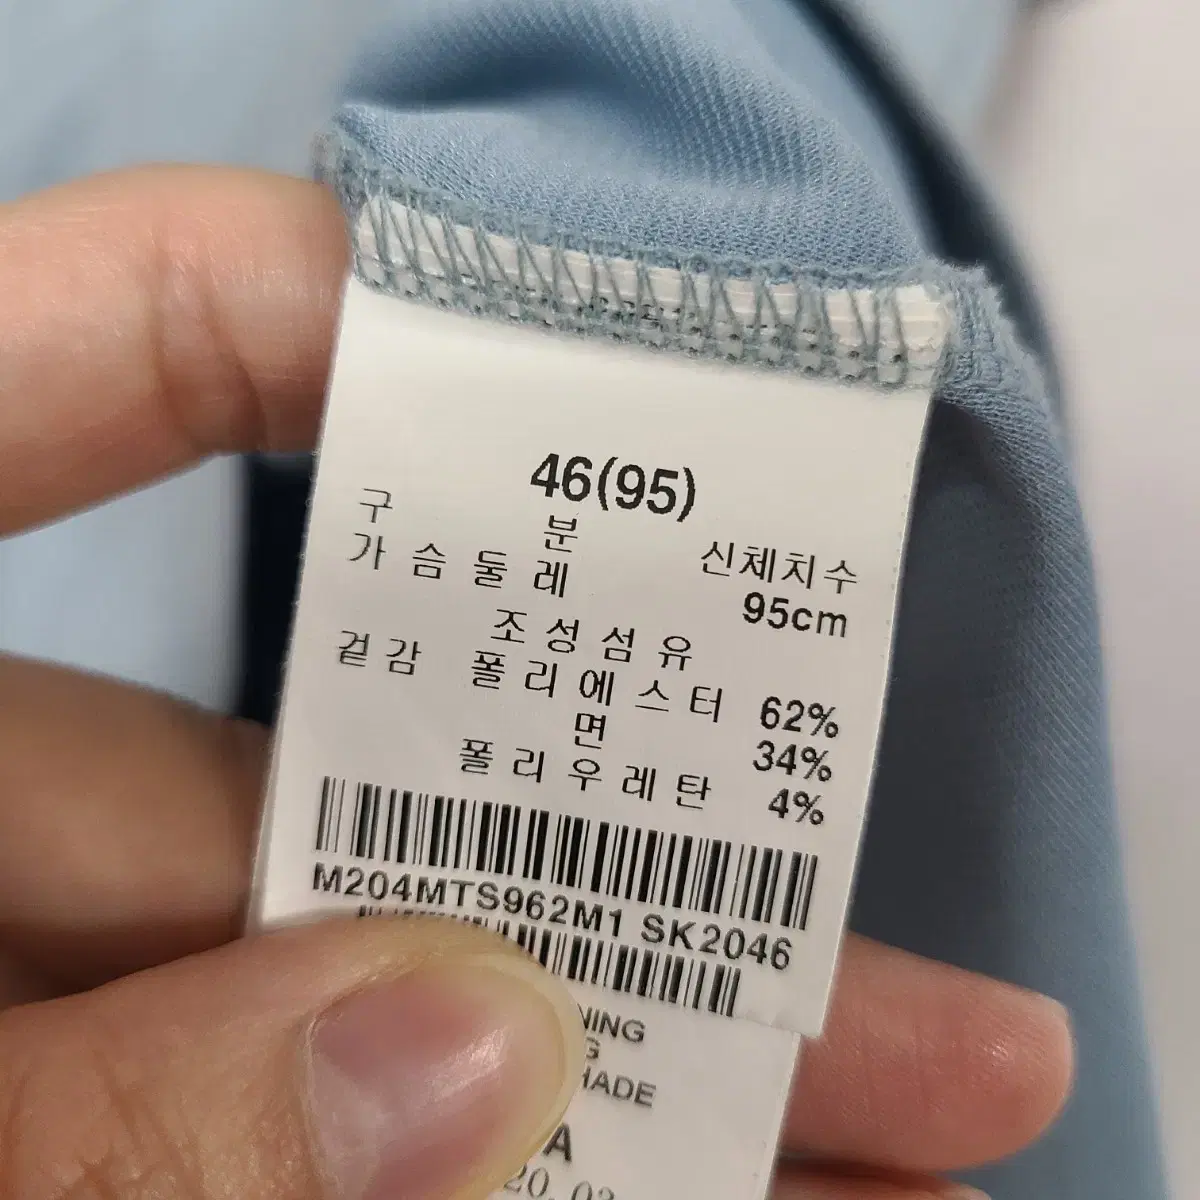 46(95)
구 분 신체치수
가슴둘레 95cm
조성섬유
겉감 폴리에스터 62%
면 34%
폴리우레탄 4%
M204MTS962M1 SK2046